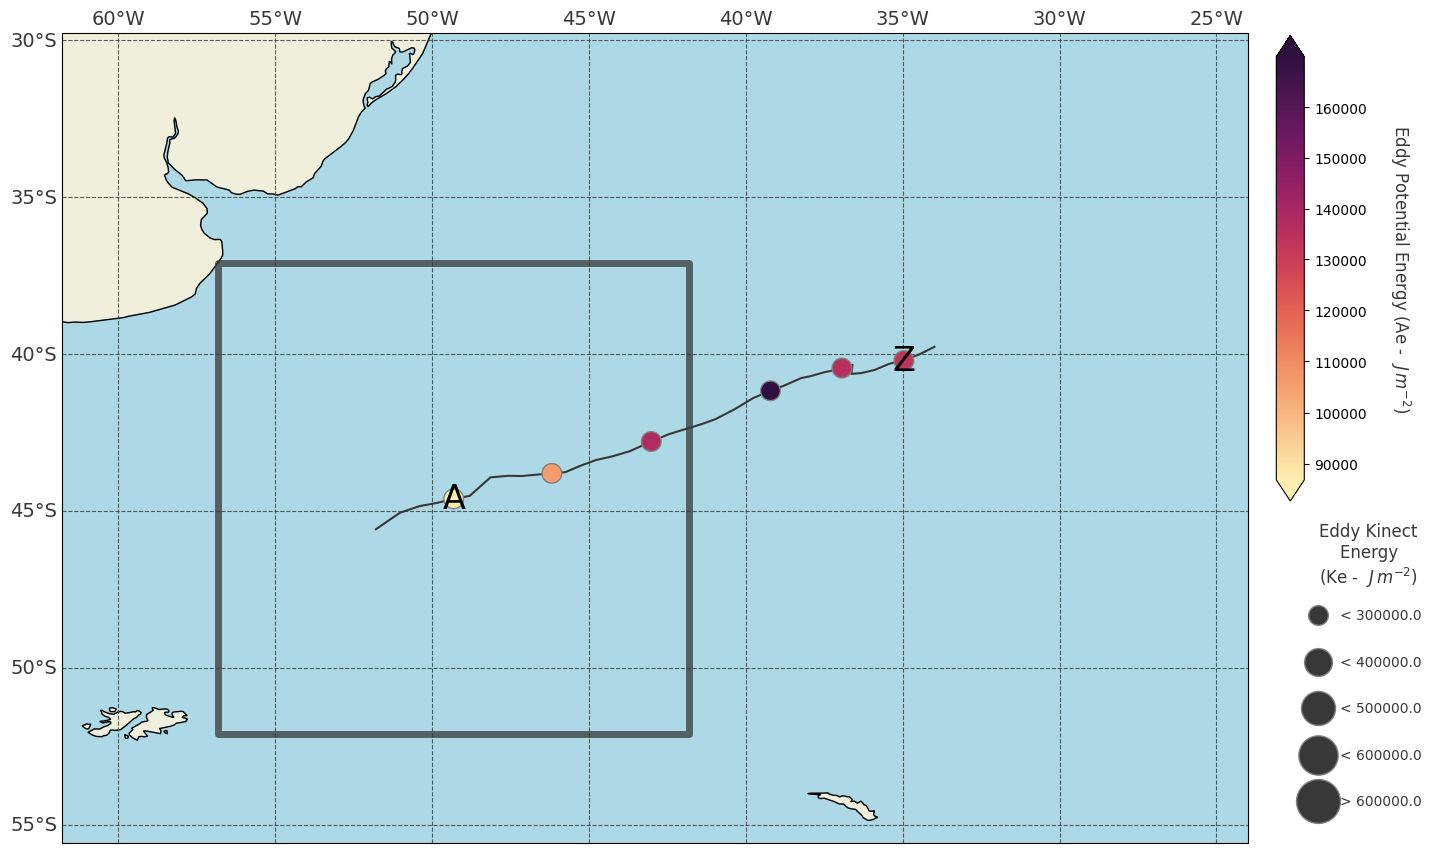 60°W 55°W 50°W 45°W 40°W 35°W 30°W 25°W
30°S
35°S
40°S
45°S
50°S
55°S
A
Z
160000
150000
140000
130000
120000
110000
100000
90000
Eddy Potential Energy (Ae - J m⁻²)
Eddy Kinect
Energy
(Ke - J m⁻²)
< 300000.0
< 400000.0
< 500000.0
< 600000.0
> 600000.0